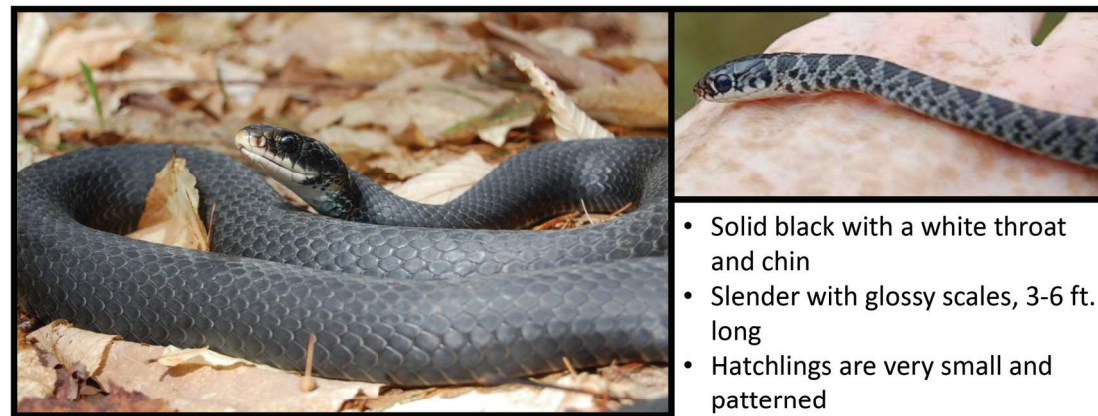 • Solid black with a white throat
and chin
• Slender with glossy scales, 3-6 ft.
long
• Hatchlings are very small and
patterned